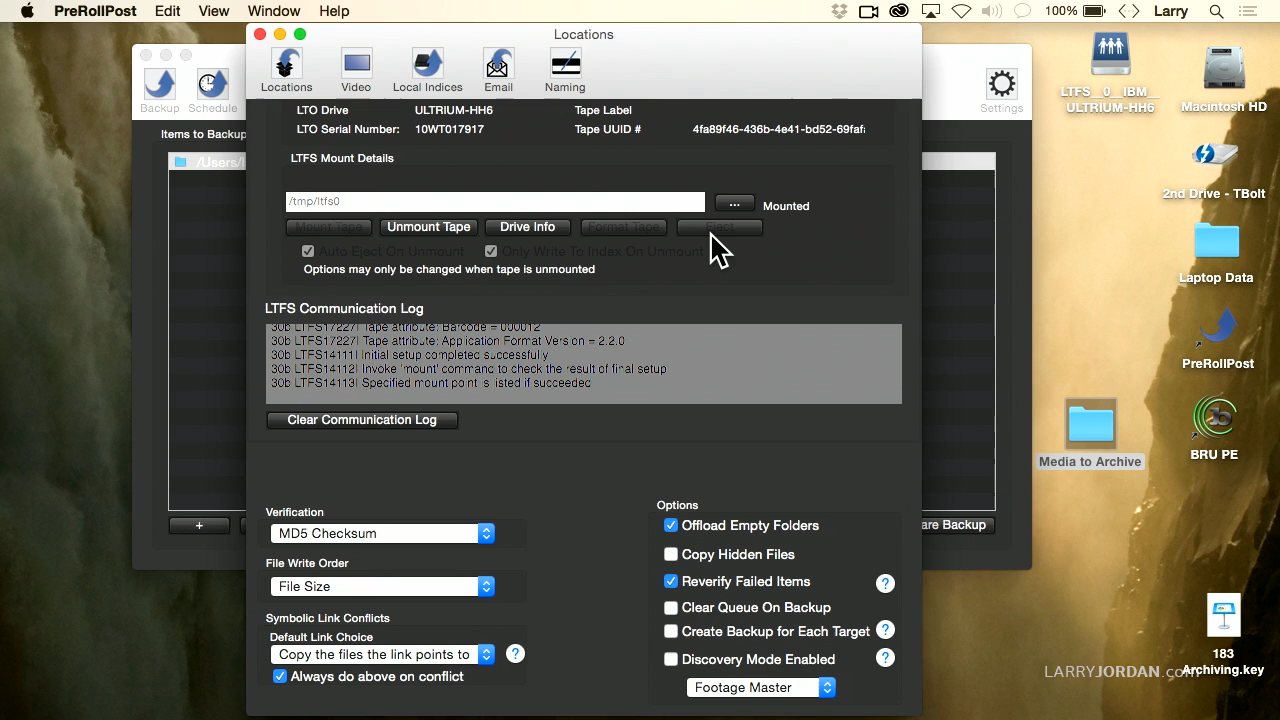 PreRollPost Edit View Window Help 100% Larry
Locations
Locations Video Local Indices Email Naming
Backup Schedule
Settings
Items to Backup
/Users/
LTO Drive ULTRIUM-HH6 Tape Label
LTO Serial Number: 10WT017917 Tape UUID # 4fa89f46-436b-4e41-bd52-69faf
LTFS Mount Details
/tmp/ltfs0 ... Mounted
Mount Tape Unmount Tape Drive Info Format Tape Eject
Auto Eject On Unmount Only Write To Index On Unmount
Options may only be changed when tape is unmounted
LTFS Communication Log
30b LTFS17227I Tape attribute: Barcode = 000012
30b LTFS17227I Tape attribute: Application Format Version = 2.2.0
30b LTFS14111I Initial setup completed successfully
30b LTFS14112I Invoke 'mount' command to check the result of final setup
30b LTFS14113I Specified mount point is listed if succeeded
Clear Communication Log
Verification
MD5 Checksum
File Write Order
File Size
Symbolic Link Conflicts
Default Link Choice
Copy the files the link points to ?
Always do above on conflict
Options
Offload Empty Folders
Copy Hidden Files
Reverify Failed Items ?
Clear Queue On Backup
Create Backup for Each Target ?
Discovery Mode Enabled ?
Footage Master
+
are Backup
LTFS_0_IBM_
ULTRIUM-HH6
Macintosh HD
2nd Drive - TBolt
Laptop Data
PreRollPost
BRU PE
Media to Archive
183
Archiving.key
LARRYJORDAN.com